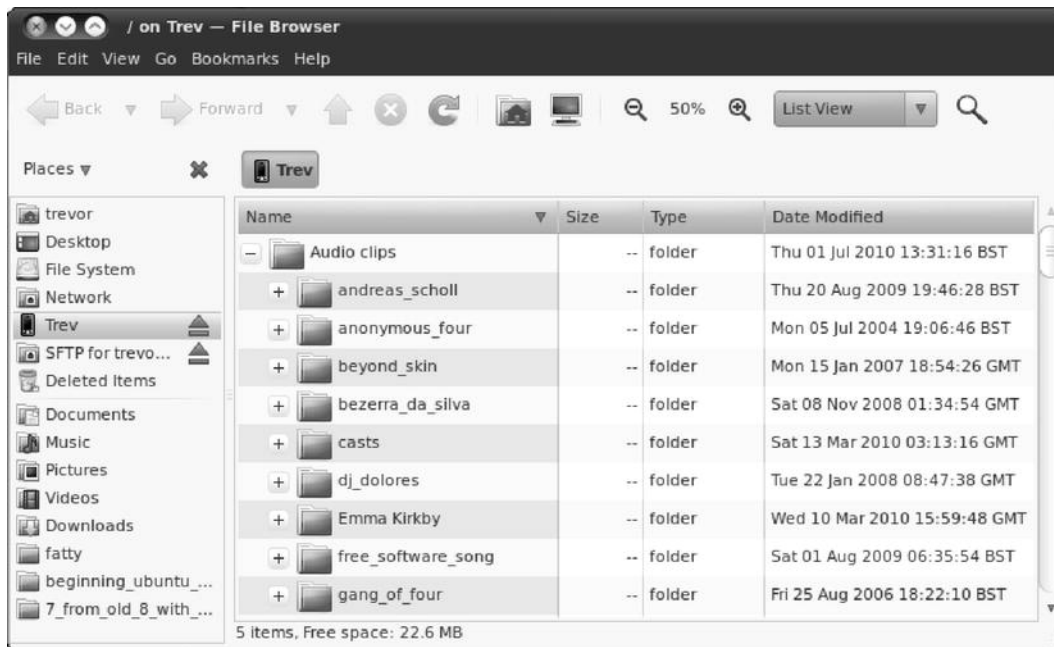 / on Trev — File Browser
File Edit View Go Bookmarks Help
Back Forward 50% List View
Places Trev
trevor
Desktop
File System
Network
Trev
SFTP for trevo...
Deleted Items
Documents
Music
Pictures
Videos
Downloads
fatty
beginning_ubuntu_...
7_from_old_8_with_...
Name Size Type Date Modified
Audio clips -- folder Thu 01 Jul 2010 13:31:16 BST
andreas_scholl -- folder Thu 20 Aug 2009 19:46:28 BST
anonymous_four -- folder Mon 05 Jul 2004 19:06:46 BST
beyond_skin -- folder Mon 15 Jan 2007 18:54:26 GMT
bezerra_da_silva -- folder Sat 08 Nov 2008 01:34:54 GMT
casts -- folder Sat 13 Mar 2010 03:13:16 GMT
dj_dolores -- folder Tue 22 Jan 2008 08:47:38 GMT
Emma Kirkby -- folder Wed 10 Mar 2010 15:59:48 GMT
free_software_song -- folder Sat 01 Aug 2009 06:35:54 BST
gang_of_four -- folder Fri 25 Aug 2006 18:22:10 BST
5 items, Free space: 22.6 MB